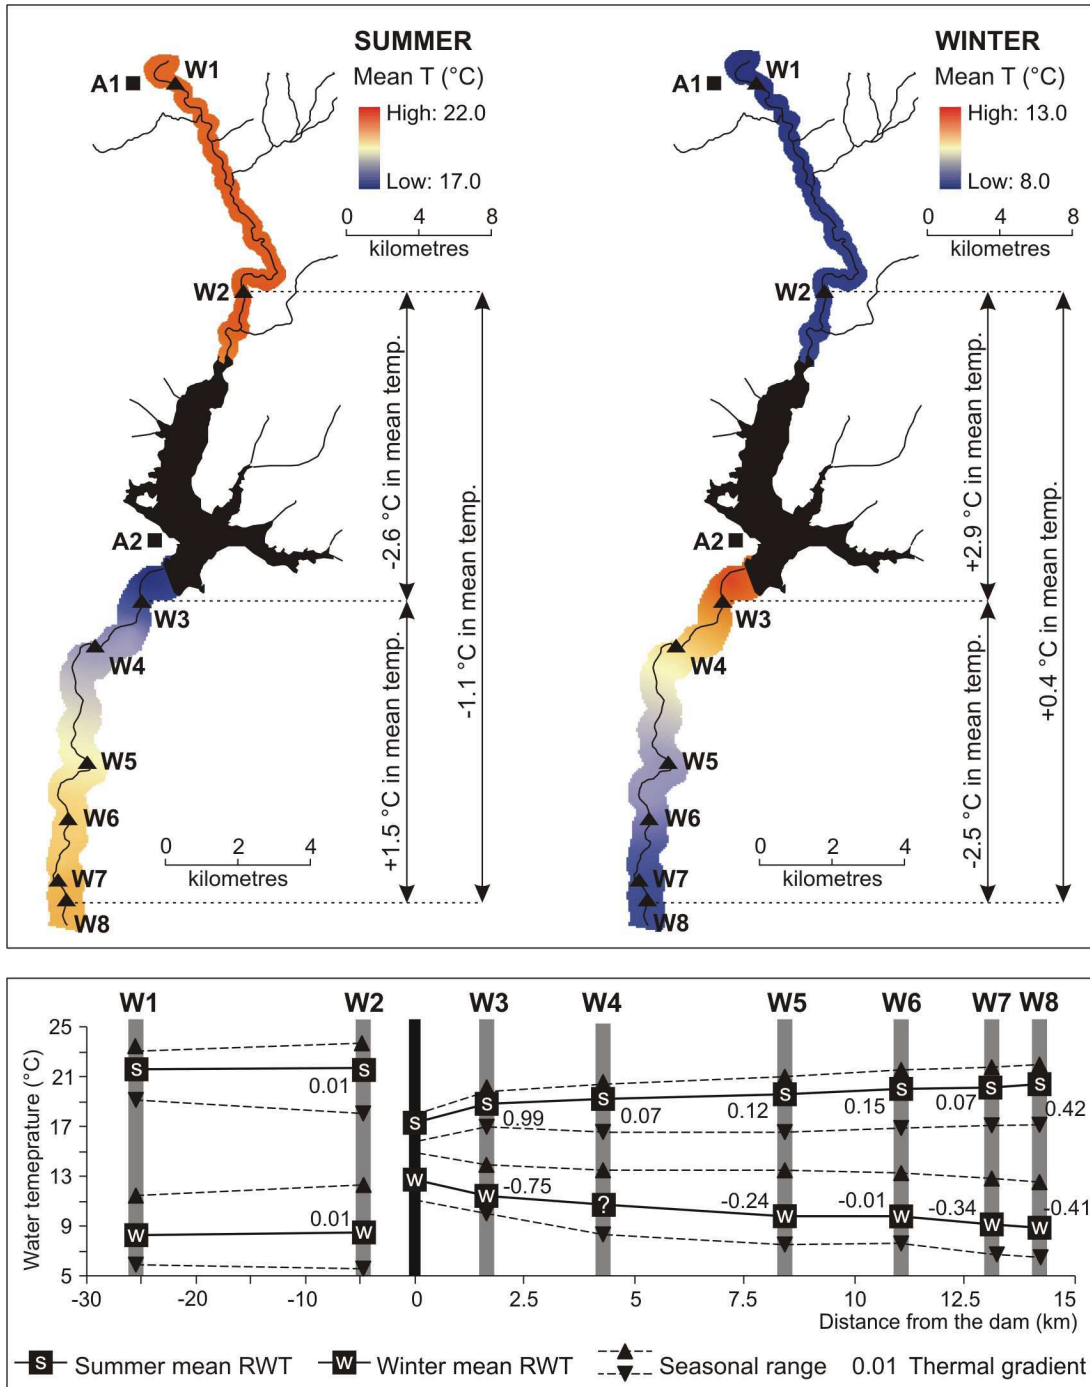 SUMMER
Mean T (°C)
High: 22.0
Low: 17.0
0 4 8
kilometres
A1
W1
W2
A2
W3
W4
W5
W6
W7
W8
0 2 4
kilometres
-2.6 °C in mean temp.
+1.5 °C in mean temp.
-1.1 °C in mean temp.
WINTER
Mean T (°C)
High: 13.0
Low: 8.0
0 4 8
kilometres
A1
W1
W2
A2
W3
W4
W5
W6
W7
W8
0 2 4
kilometres
+2.9 °C in mean temp.
-2.5 °C in mean temp.
+0.4 °C in mean temp.
W1 W2 W3 W4 W5 W6 W7 W8
Water temeprature (°C)
25
21
17
13
9
5
S S S S S S S S S
0.01 0.99 0.07 0.12 0.15 0.07 0.42
W W W W ? W W W W
0.01 -0.75 -0.24 -0.01 -0.34 -0.41
-30 -20 -10 0 2.5 5 7.5 10 12.5 15
Distance from the dam (km)
S Summer mean RWT W Winter mean RWT Seasonal range 0.01 Thermal gradient